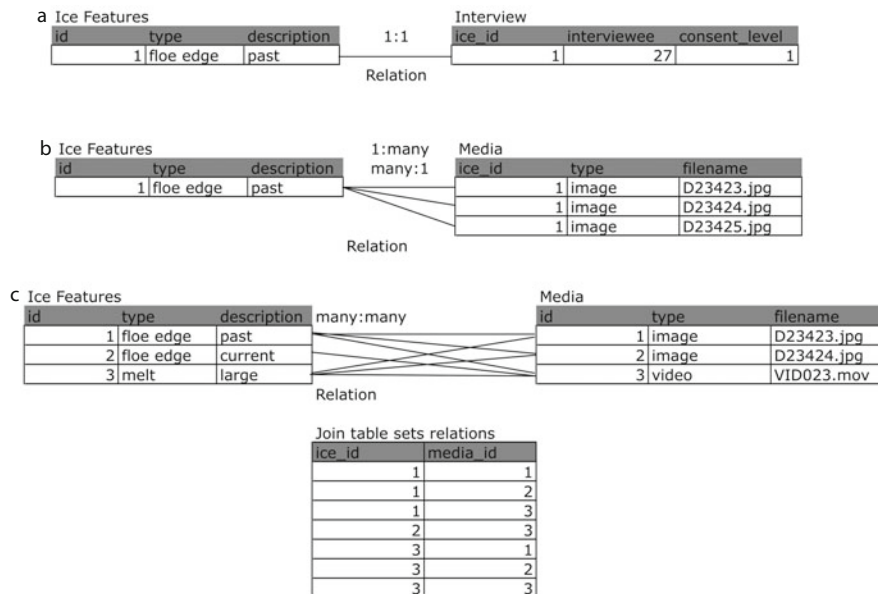 a Ice Features Interview
id type description 1:1 ice_id interviewee consent_level
1 floe edge past 1 27 1
Relation
b Ice Features 1:many Media
id type description many:1 ice_id type filename
1 floe edge past 1 image D23423.jpg
1 image D23424.jpg
1 image D23425.jpg
Relation
c Ice Features Media
id type description many:many id type filename
1 floe edge past 1 image D23423.jpg
2 floe edge current 2 image D23424.jpg
3 melt large 3 video VID023.mov
Relation
Join table sets relations
ice_id media_id
1 1
1 2
1 3
2 3
3 1
3 2
3 3